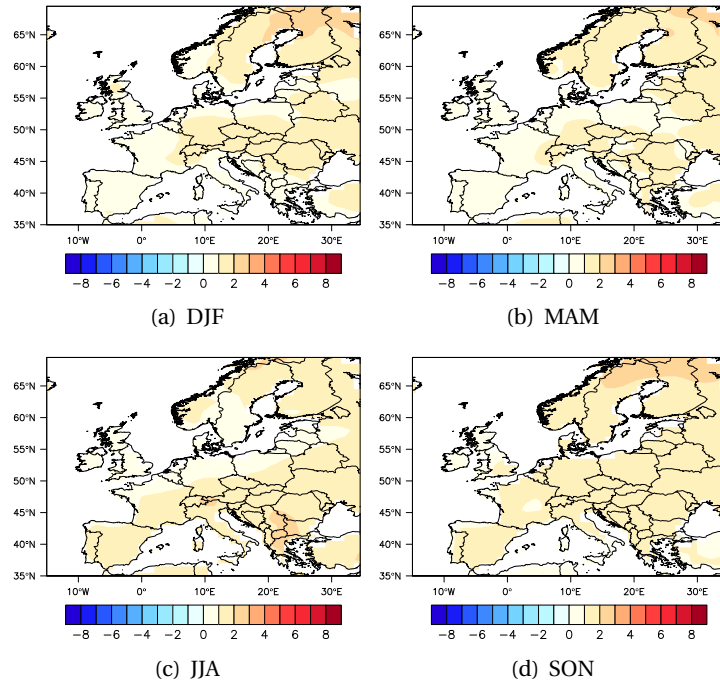 65°N 65°N
60°N 60°N
55°N 55°N
50°N 50°N
45°N 45°N
40°N 40°N
35°N 35°N
10°W 0° 10°E 20°E 30°E 10°W 0° 10°E 20°E 30°E
−8 −6 −4 −2 0 2 4 6 8 −8 −6 −4 −2 0 2 4 6 8
(a) DJF (b) MAM
65°N 65°N
60°N 60°N
55°N 55°N
50°N 50°N
45°N 45°N
40°N 40°N
35°N 35°N
10°W 0° 10°E 20°E 30°E 10°W 0° 10°E 20°E 30°E
−8 −6 −4 −2 0 2 4 6 8 −8 −6 −4 −2 0 2 4 6 8
(c) JJA (d) SON